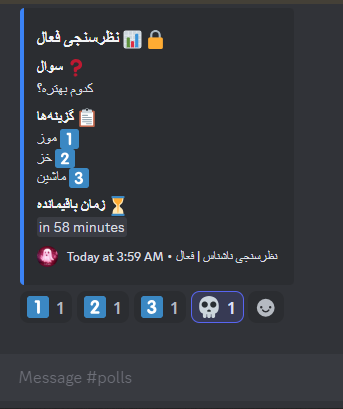 نظرسنجی فعال 📊 🔒
سوال ❓
کدوم بهتره؟
گزینه‌ها 📋
موز 1️⃣
خز 2️⃣
ماشین 3️⃣
زمان باقیمانده ⏳
in 58 minutes
نظرسنجی ناشناس | فعال • Today at 3:59 AM
1️⃣ 1 2️⃣ 1 3️⃣ 1 💀 1
Message #polls